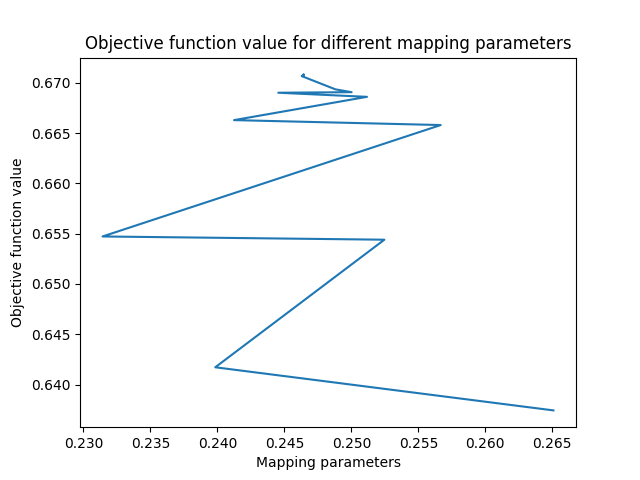 Objective function value for different mapping parameters
0.670
0.665
0.660
0.655
0.650
0.645
0.640
Objective function value
0.230 0.235 0.240 0.245 0.250 0.255 0.260 0.265
Mapping parameters